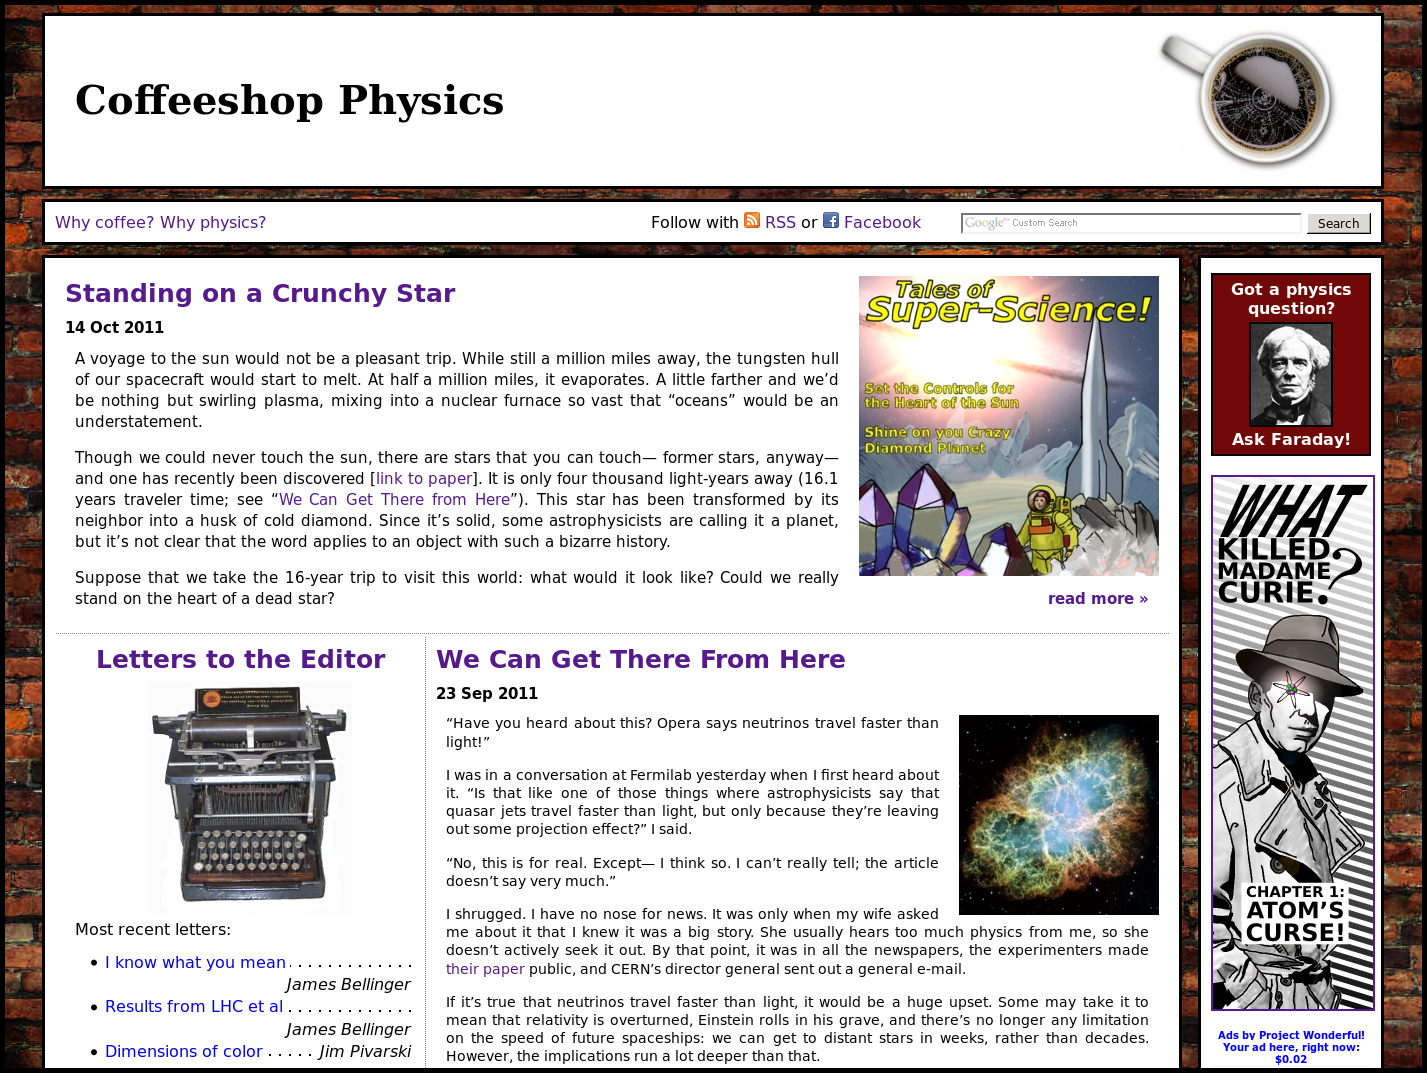 Coffeeshop Physics
Why coffee? Why physics?
Follow with RSS or Facebook
Google™ Custom Search
Search
Standing on a Crunchy Star
14 Oct 2011
A voyage to the sun would not be a pleasant trip. While still a million miles away, the tungsten hull
of our spacecraft would start to melt. At half a million miles, it evaporates. A little farther and we’d
be nothing but swirling plasma, mixing into a nuclear furnace so vast that “oceans” would be an
understatement.
Though we could never touch the sun, there are stars that you can touch— former stars, anyway—
and one has recently been discovered [link to paper]. It is only four thousand light-years away (16.1
years traveler time; see “We Can Get There from Here”). This star has been transformed by its
neighbor into a husk of cold diamond. Since it’s solid, some astrophysicists are calling it a planet,
but it’s not clear that the word applies to an object with such a bizarre history.
Suppose that we take the 16-year trip to visit this world: what would it look like? Could we really
stand on the heart of a dead star?
Tales of
Super-Science!
Set the Controls for
the Heart of the Sun
Shine on you Crazy
Diamond Planet
read more »
Letters to the Editor
Most recent letters:
• I know what you mean . . . . . . . . . . . . .
James Bellinger
• Results from LHC et al . . . . . . . . . . . . .
James Bellinger
• Dimensions of color . . . . . Jim Pivarski
We Can Get There From Here
23 Sep 2011
“Have you heard about this? Opera says neutrinos travel faster than
light!”
I was in a conversation at Fermilab yesterday when I first heard about
it. “Is that like one of those things where astrophysicists say that
quasar jets travel faster than light, but only because they’re leaving
out some projection effect?” I said.
“No, this is for real. Except— I think so. I can’t really tell; the article
doesn’t say very much.”
I shrugged. I have no nose for news. It was only when my wife asked
me about it that I knew it was a big story. She usually hears too much physics from me, so she
doesn’t actively seek it out. By that point, it was in all the newspapers, the experimenters made
their paper public, and CERN’s director general sent out a general e-mail.
If it’s true that neutrinos travel faster than light, it would be a huge upset. Some may take it to
mean that relativity is overturned, Einstein rolls in his grave, and there’s no longer any limitation
on the speed of future spaceships: we can get to distant stars in weeks, rather than decades.
However, the implications run a lot deeper than that.
Got a physics
question?
Ask Faraday!
WHAT
KILLED
MADAME
CURIE?
CHAPTER 1:
ATOM’S
CURSE!
Ads by Project Wonderful!
Your ad here, right now:
$0.02